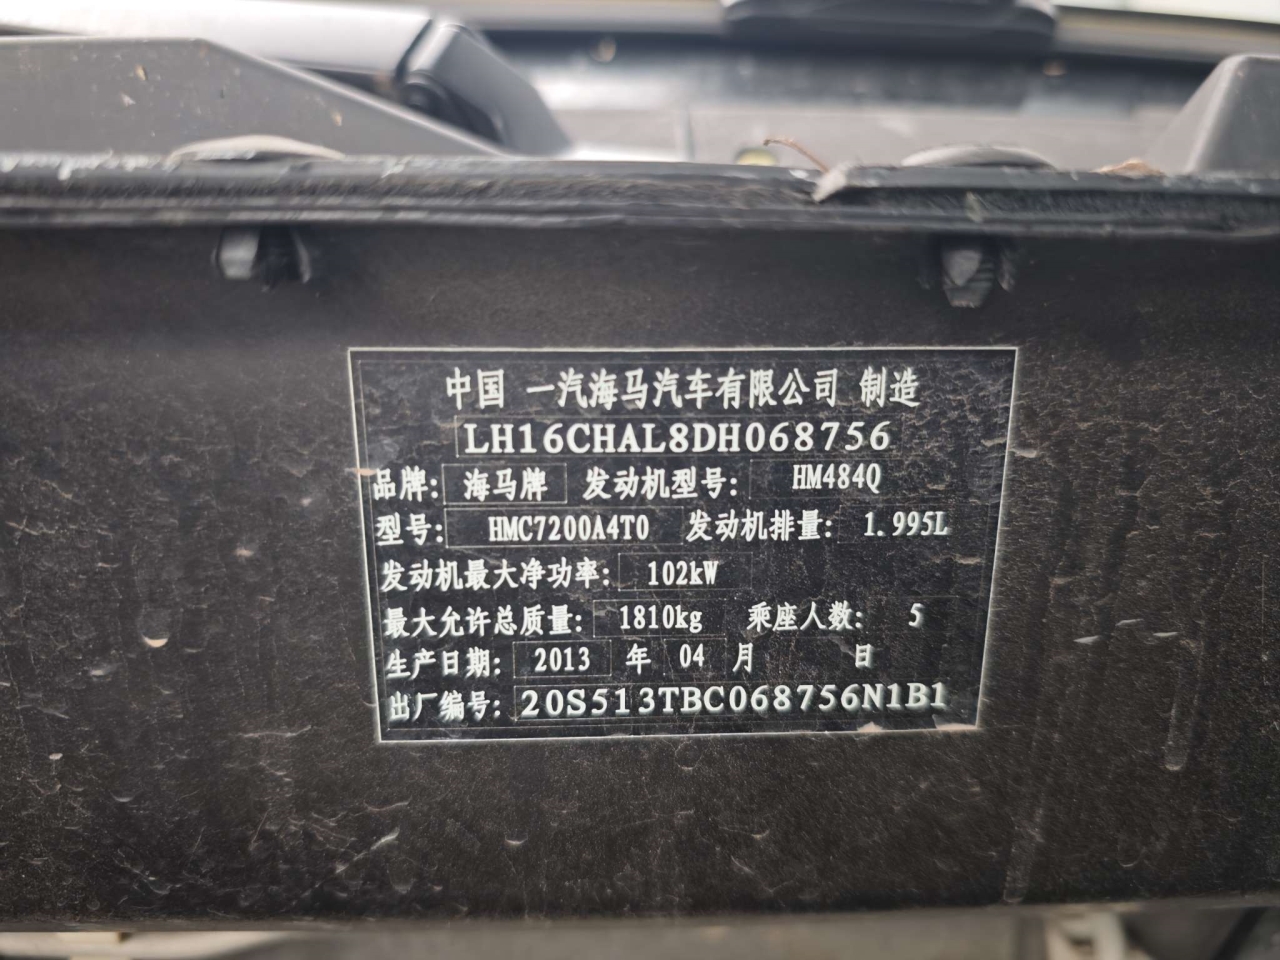 中国 一汽海马汽车有限公司 制造
LH16CHAL8DH068756
品牌: 海马牌 发动机型号: HM484Q
型号: HMC7200A4T0 发动机排量: 1.995L
发动机最大净功率: 102kW
最大允许总质量: 1810kg 乘座人数: 5
生产日期: 2013 年 04 月 日
出厂编号: 20S513TBC068756N1B1